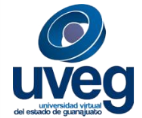 uveg
universidad virtual
del estado de guanajuato